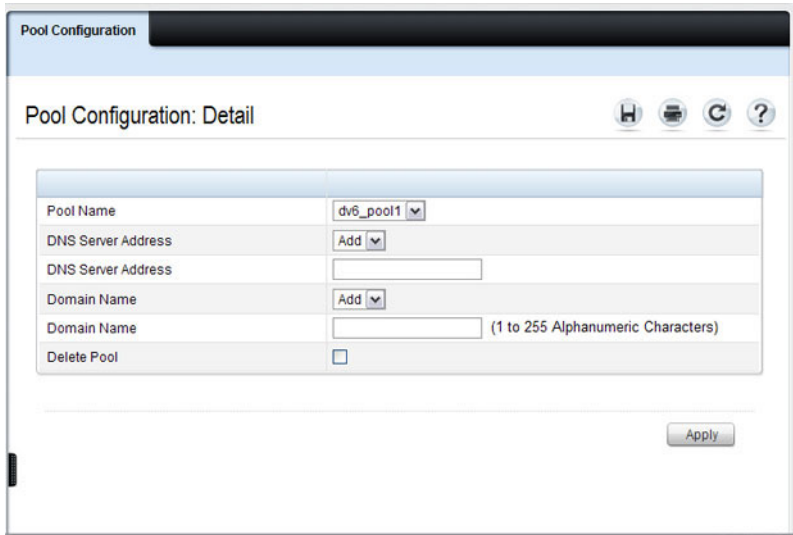 Pool Configuration
Pool Configuration: Detail
Pool Name dv6_pool1
DNS Server Address Add
DNS Server Address
Domain Name Add
Domain Name (1 to 255 Alphanumeric Characters)
Delete Pool
Apply